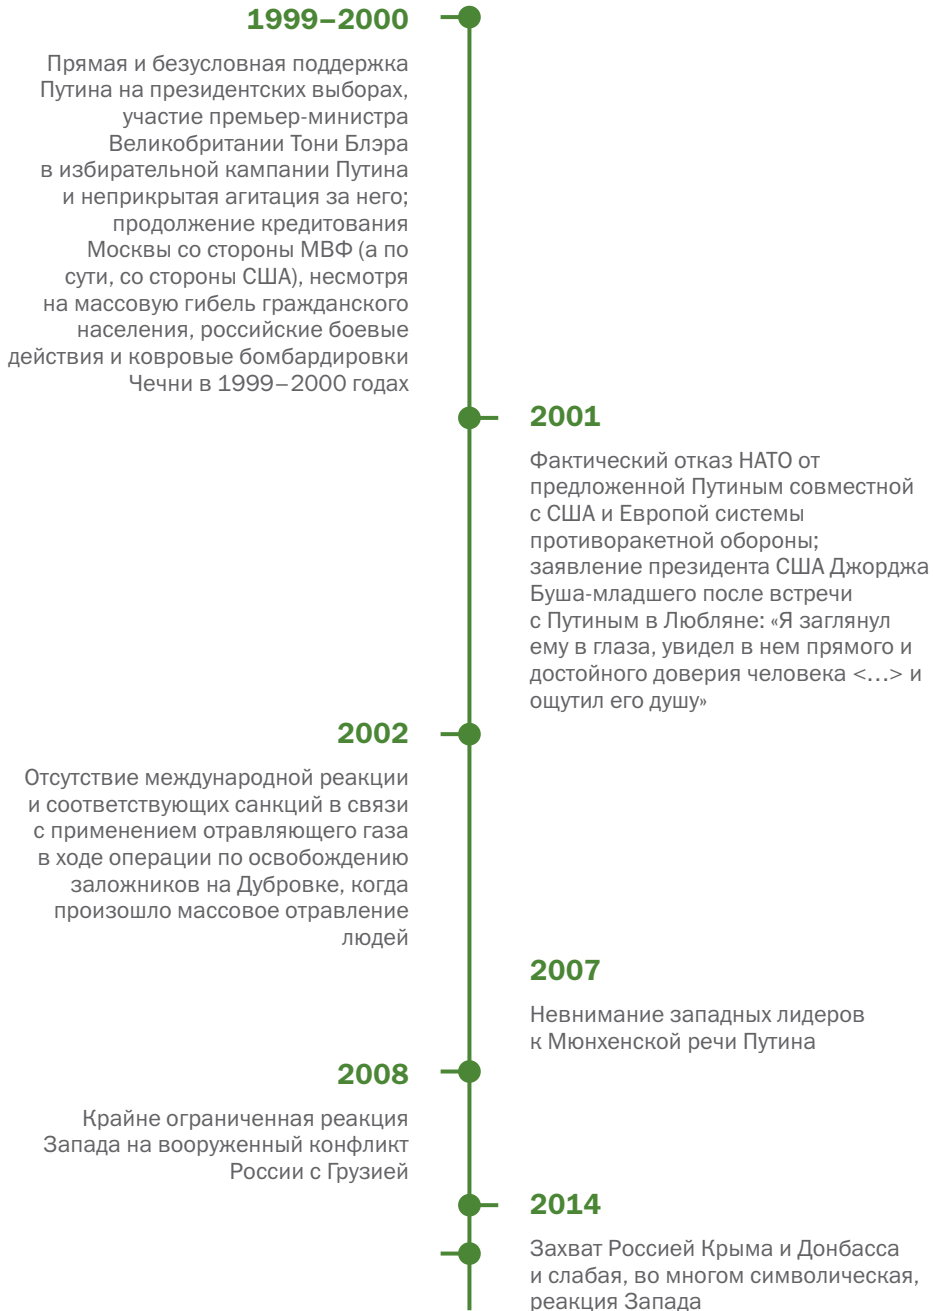 1999–2000
Прямая и безусловная поддержка
Путина на президентских выборах,
участие премьер-министра
Великобритании Тони Блэра
в избирательной кампании Путина
и неприкрытая агитация за него;
продолжение кредитования
Москвы со стороны МВФ (а по
сути, со стороны США), несмотря
на массовую гибель гражданского
населения, российские боевые
действия и ковровые бомбардировки
Чечни в 1999–2000 годах
2001
Фактический отказ НАТО от
предложенной Путиным совместной
с США и Европой системы
противоракетной обороны;
заявление президента США Джорджа
Буша-младшего после встречи
с Путиным в Любляне: «Я заглянул
ему в глаза, увидел в нем прямого и
достойного доверия человека <...> и
ощутил его душу»
2002
Отсутствие международной реакции
и соответствующих санкций в связи
с применением отравляющего газа
в ходе операции по освобождению
заложников на Дубровке, когда
произошло массовое отравление
людей
2007
Невнимание западных лидеров
к Мюнхенской речи Путина
2008
Крайне ограниченная реакция
Запада на вооруженный конфликт
России с Грузией
2014
Захват Россией Крыма и Донбасса
и слабая, во многом символическая,
реакция Запада